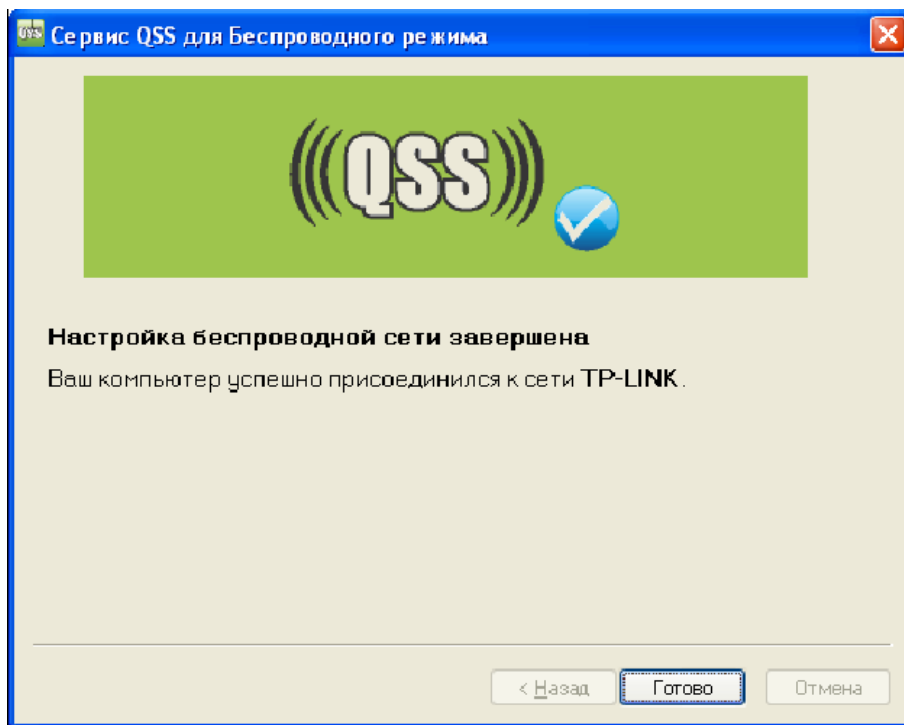 QSS Сервис QSS для Беспроводного режима
(((QSS)))
Настройка беспроводной сети завершена
Ваш компьютер успешно присоединился к сети TP-LINK.
< Назад Готово Отмена